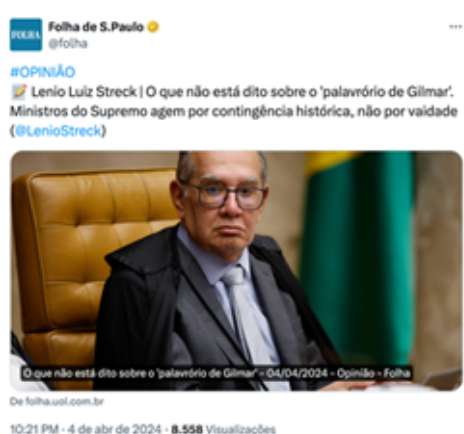 FOLHA
Folha de S.Paulo
@folha
#OPINIÃO
Lenio Luiz Streck | O que não está dito sobre o 'palavrório de Gilmar'.
Ministros do Supremo agem por contingência histórica, não por vaidade
(@LenioStreck)
O que não está dito sobre o 'palavrório de Gilmar' - 04/04/2024 - Opinião - Folha
De folha.uol.com.br
10:21 PM · 4 de abr de 2024 · 8.558 Visualizações